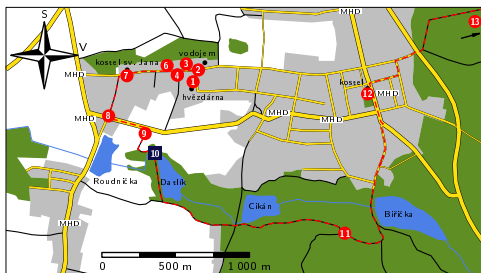 S
V
MHD
13
vodojem
kostel sv. Jana
6
3
2
MHD
7
4
1
hvězdárna
kostel
12
MHD
MHD
8
MHD
MHD
9
10
Roudnička
Datlík
Cikán
Biřička
MHD
11
0
500 m
1 000 m